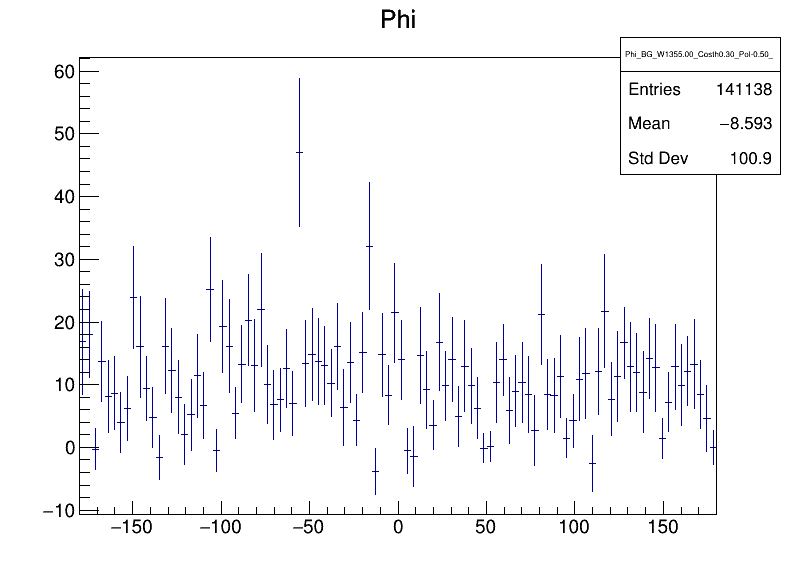 Phi
Phi_BG_W1355.00_Costh0.30_Pol-0.50_
Entries 141138
Mean −8.593
Std Dev 100.9
60
50
40
30
20
10
0
−10
−150 −100 −50 0 50 100 150